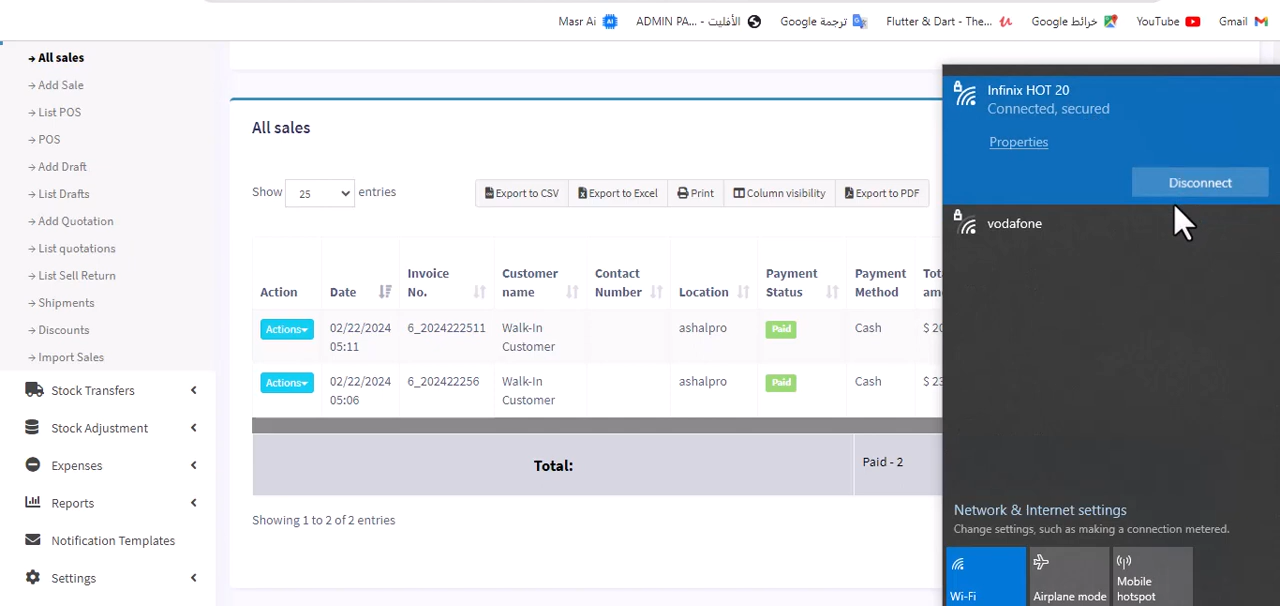 Masr Ai ADMIN PA... - الأفليت ترجمة Google Flutter & Dart - The... خرائط Google YouTube Gmail
→ All sales
→ Add Sale
→ List POS
→ POS
→ Add Draft
→ List Drafts
→ Add Quotation
→ List quotations
→ List Sell Return
→ Shipments
→ Discounts
→ Import Sales
Stock Transfers
Stock Adjustment
Expenses
Reports
Notification Templates
Settings
All sales
Show 25 entries
Export to CSV Export to Excel Print Column visibility Export to PDF
Action Date Invoice No. Customer name Contact Number Location Payment Status Payment Method
Actions 02/22/2024 05:11 6_2024222511 Walk-In Customer ashalpro Paid Cash
Actions 02/22/2024 05:06 6_202422256 Walk-In Customer ashalpro Paid Cash
Total: Paid - 2
Showing 1 to 2 of 2 entries
Infinix HOT 20
Connected, secured
Properties
Disconnect
vodafone
Network & Internet settings
Change settings, such as making a connection metered.
Wi-Fi
Airplane mode
Mobile hotspot